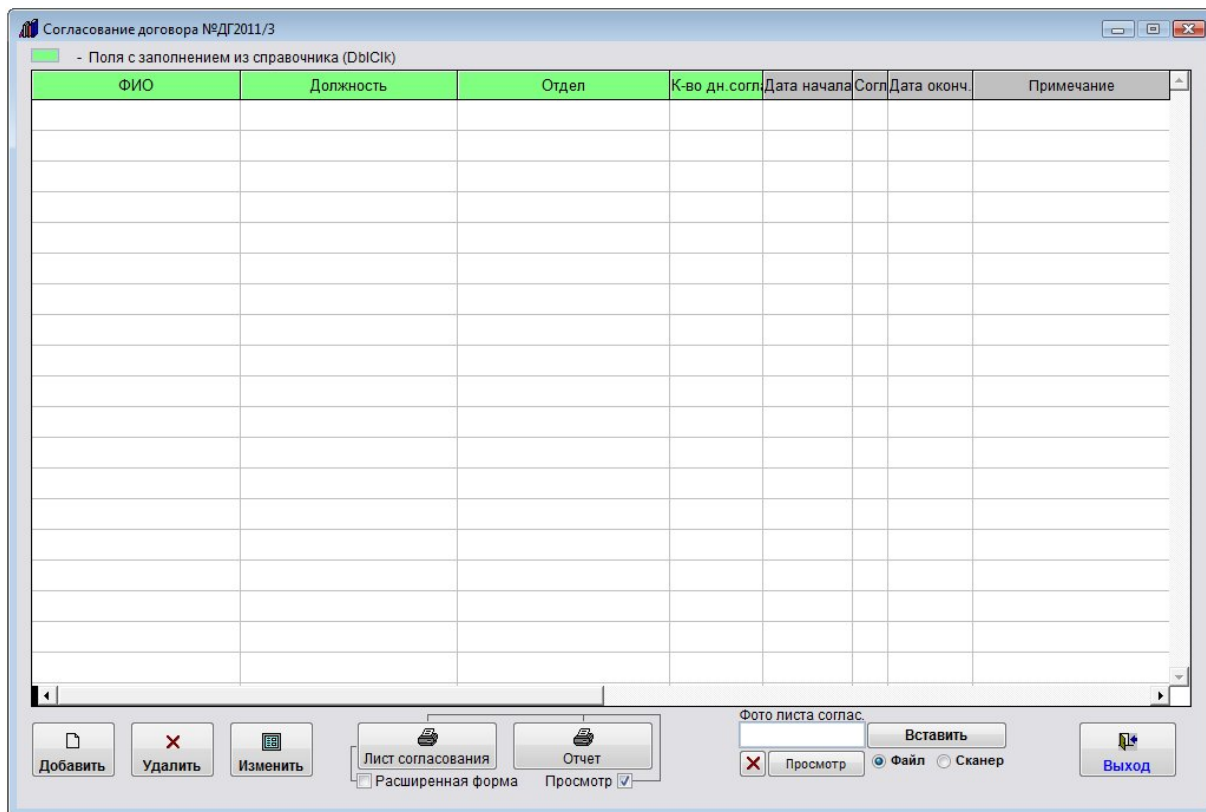 Согласование договора №ДГ2011/3
- Поля с заполнением из справочника (DblClk)
ФИО Должность Отдел К-во дн.согл Дата начала Согл Дата оконч. Примечание
Фото листа соглас.
Добавить Удалить Изменить Лист согласования Отчет Вставить Выход
Расширенная форма Просмотр Просмотр Файл Сканер